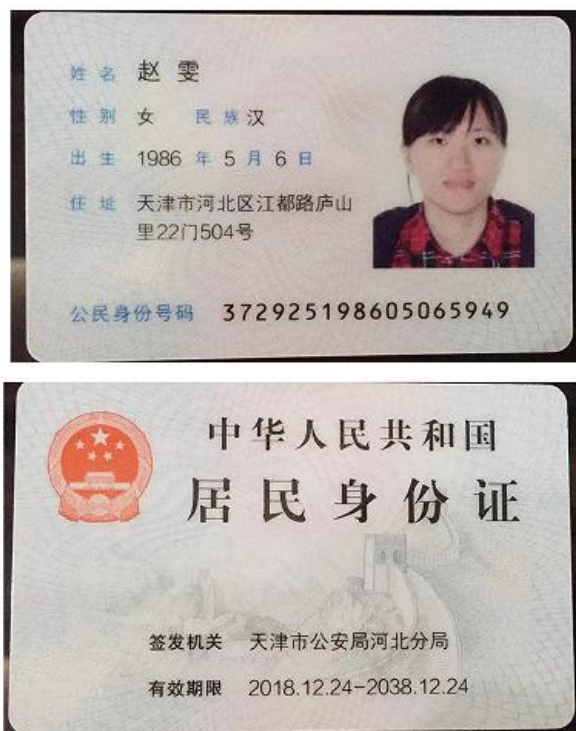 姓名 赵雯
性别 女 民族 汉
出生 1986 年 5 月 6 日
住址 天津市河北区江都路庐山
里22门504号
公民身份号码 372925198605065949
中华人民共和国
居民身份证
签发机关 天津市公安局河北分局
有效期限 2018.12.24-2038.12.24